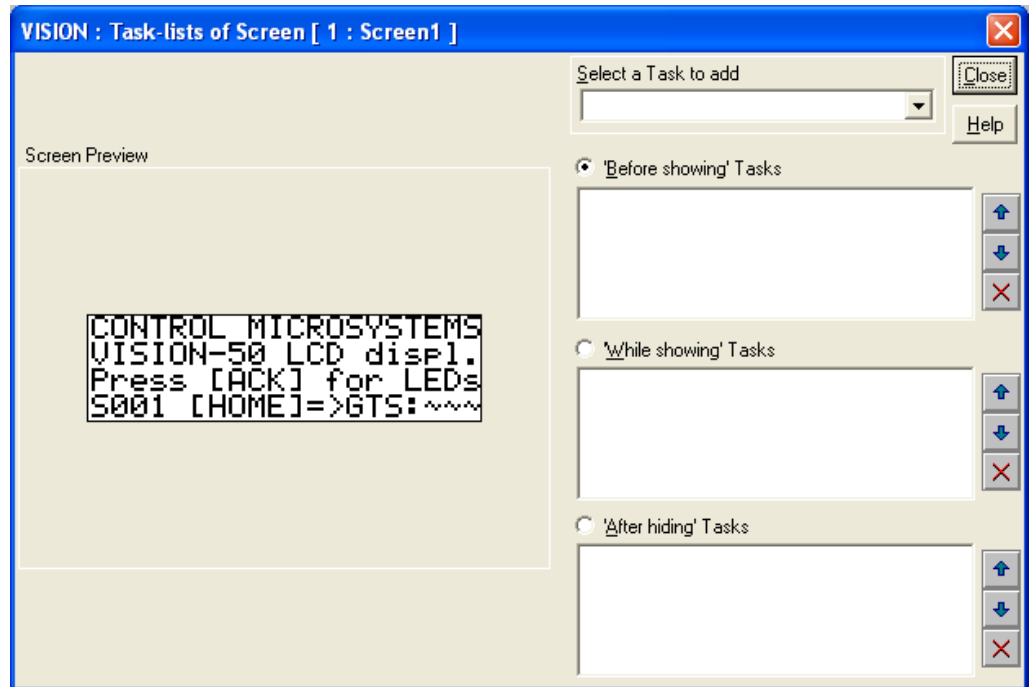 VISION : Task-lists of Screen [ 1 : Screen1 ]
Select a Task to add
Close
Help
Screen Preview
'Before showing' Tasks
CONTROL MICROSYSTEMS
VISION-50 LCD displ.
Press [ACK] for LEDs
S001 [HOME]=>GTS:~~~
'While showing' Tasks
'After hiding' Tasks